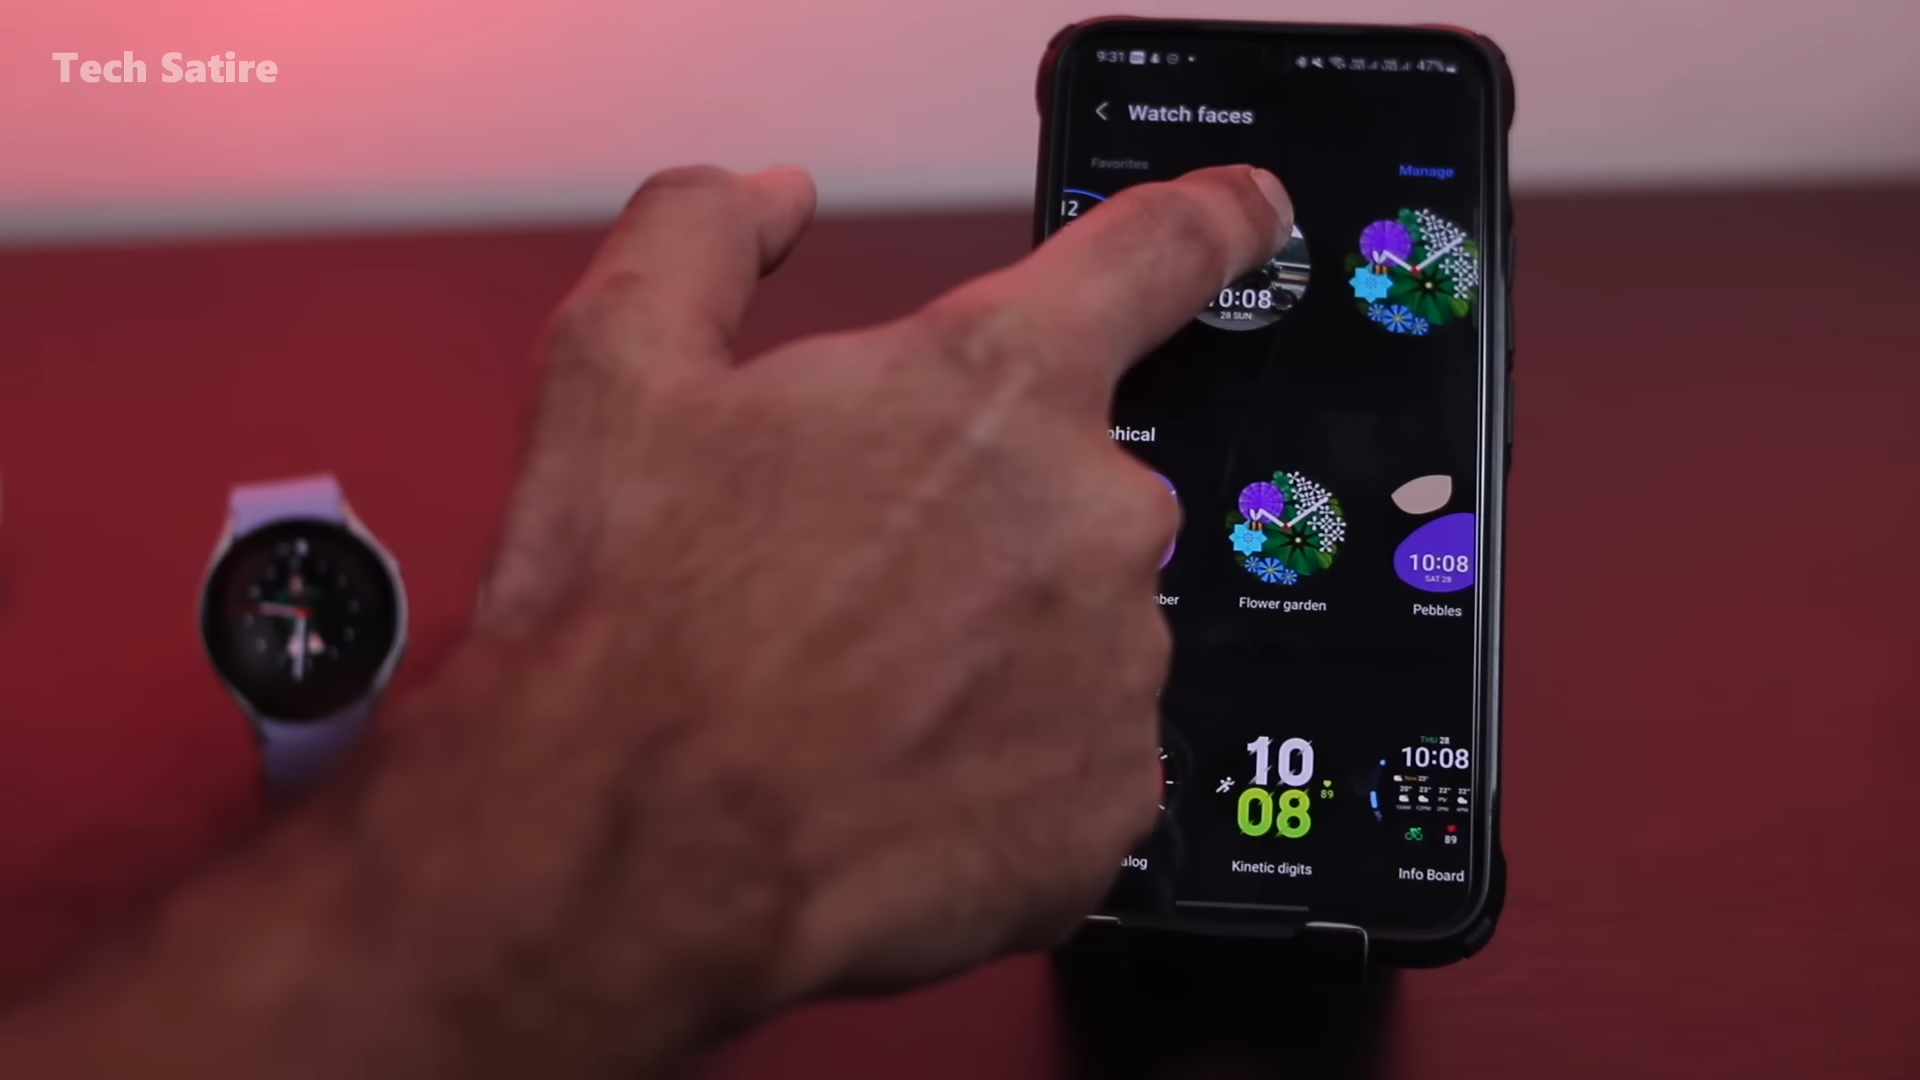 Tech Satire
9:31
47%
Watch faces
Favorites
Manage
12
0:08
28 SUN
phical
10:08
SAT 28
nber
Flower garden
Pebbles
10
08
89
THU 28
10:08
89
alog
Kinetic digits
Info Board